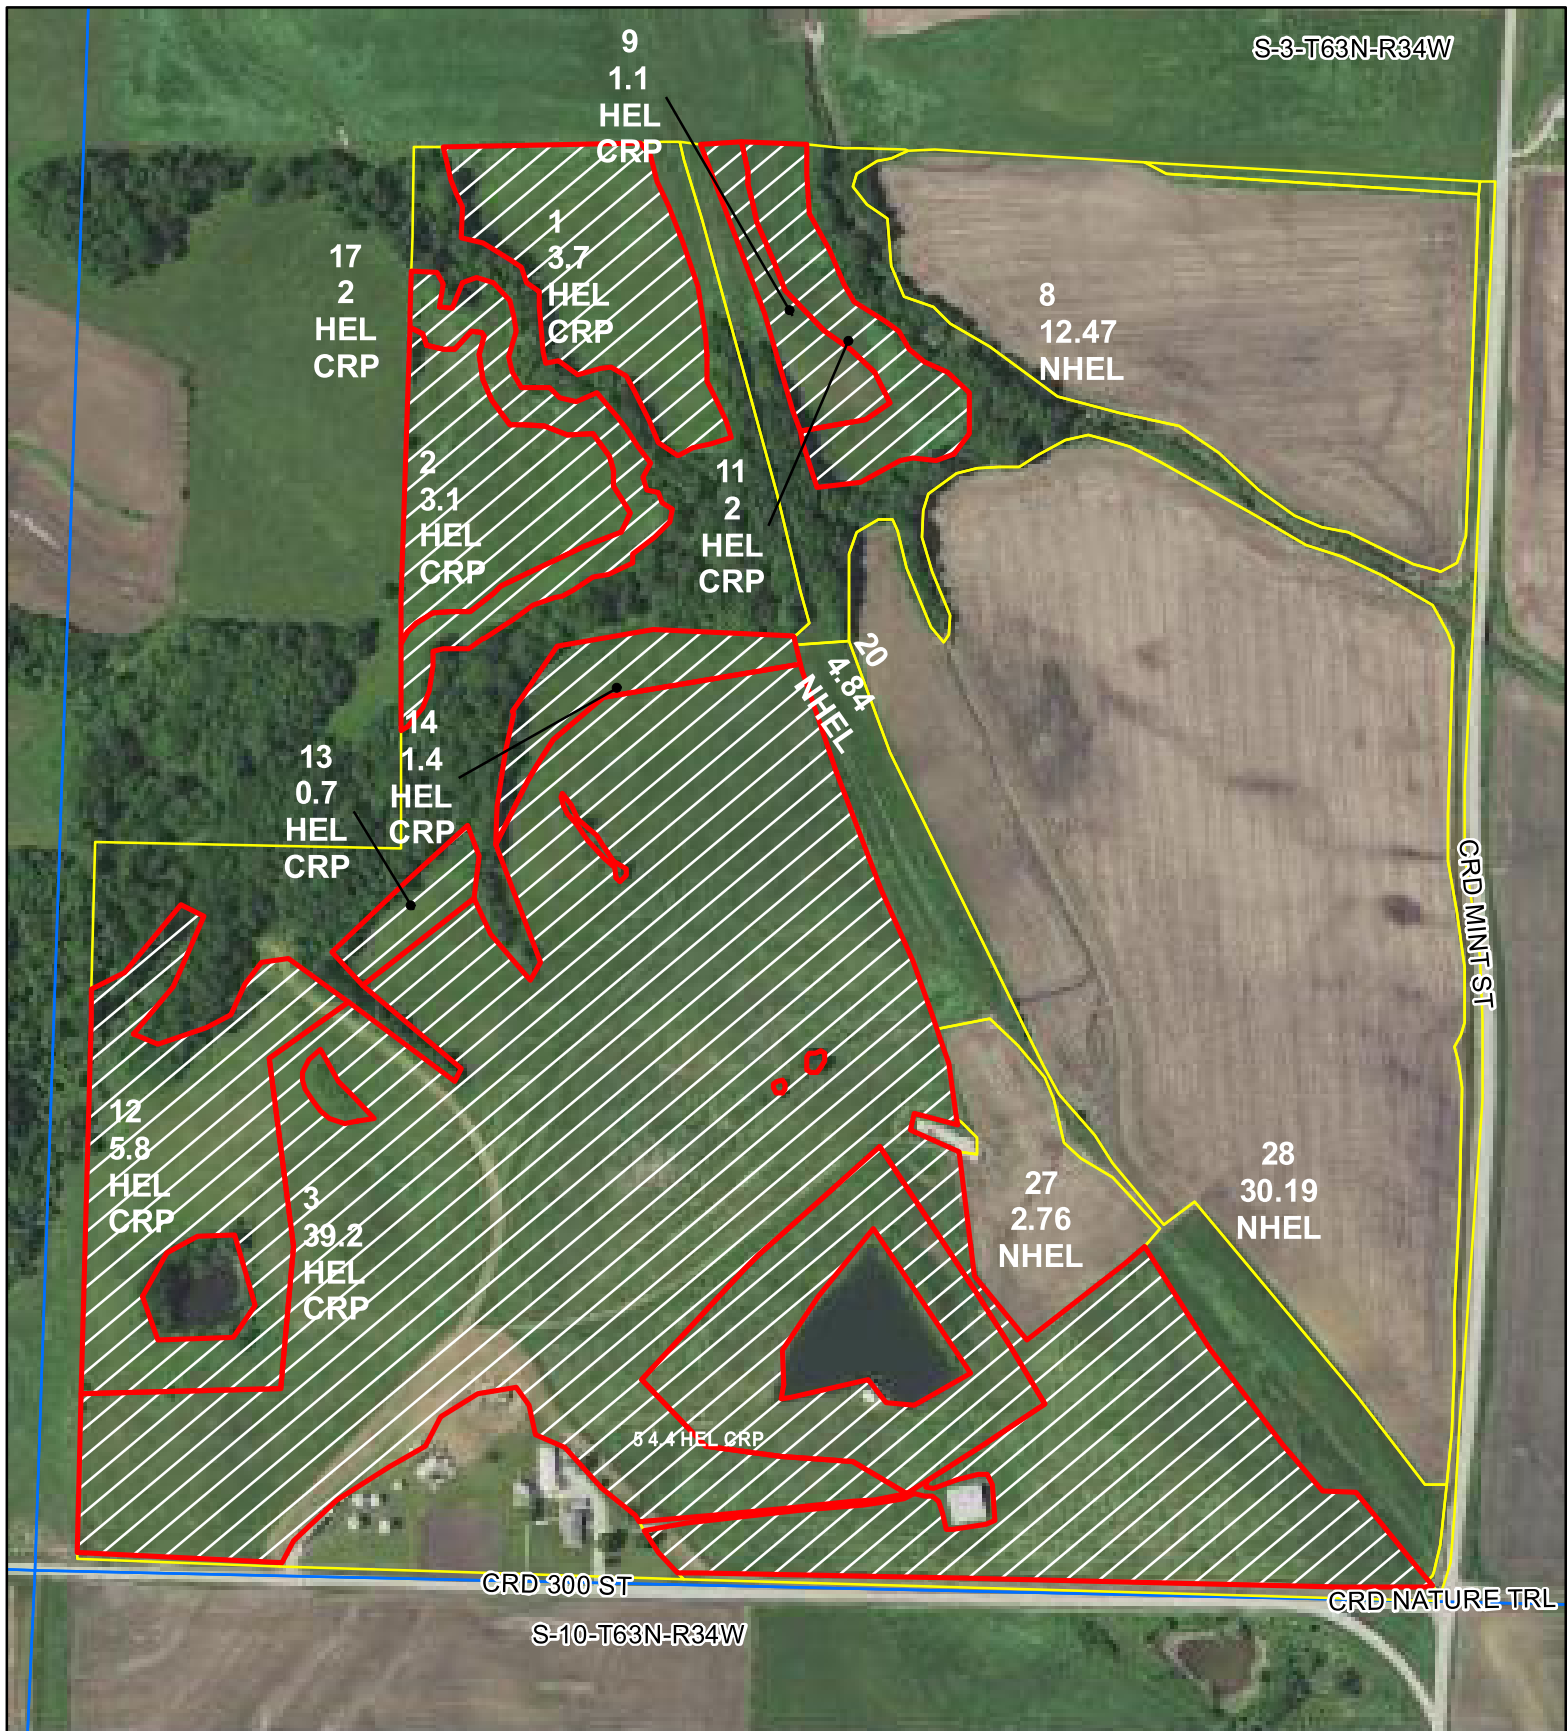 S-3-T63N-R34W
9
1.1
HEL
CRP
1
3.7
HEL
CRP
17
2
HEL
CRP
8
12.47
NHEL
2
3.1
HEL
CRP
11
2
HEL
CRP
20
4.84
NHEL
14
1.4
HEL
CRP
13
0.7
HEL
CRP
CRD MINT ST
12
5.8
HEL
CRP
3
39.2
HEL
CRP
27
2.76
NHEL
28
30.19
NHEL
5 4.4 HEL CRP
CRD 300 ST
CRD NATURE TRL
S-10-T63N-R34W